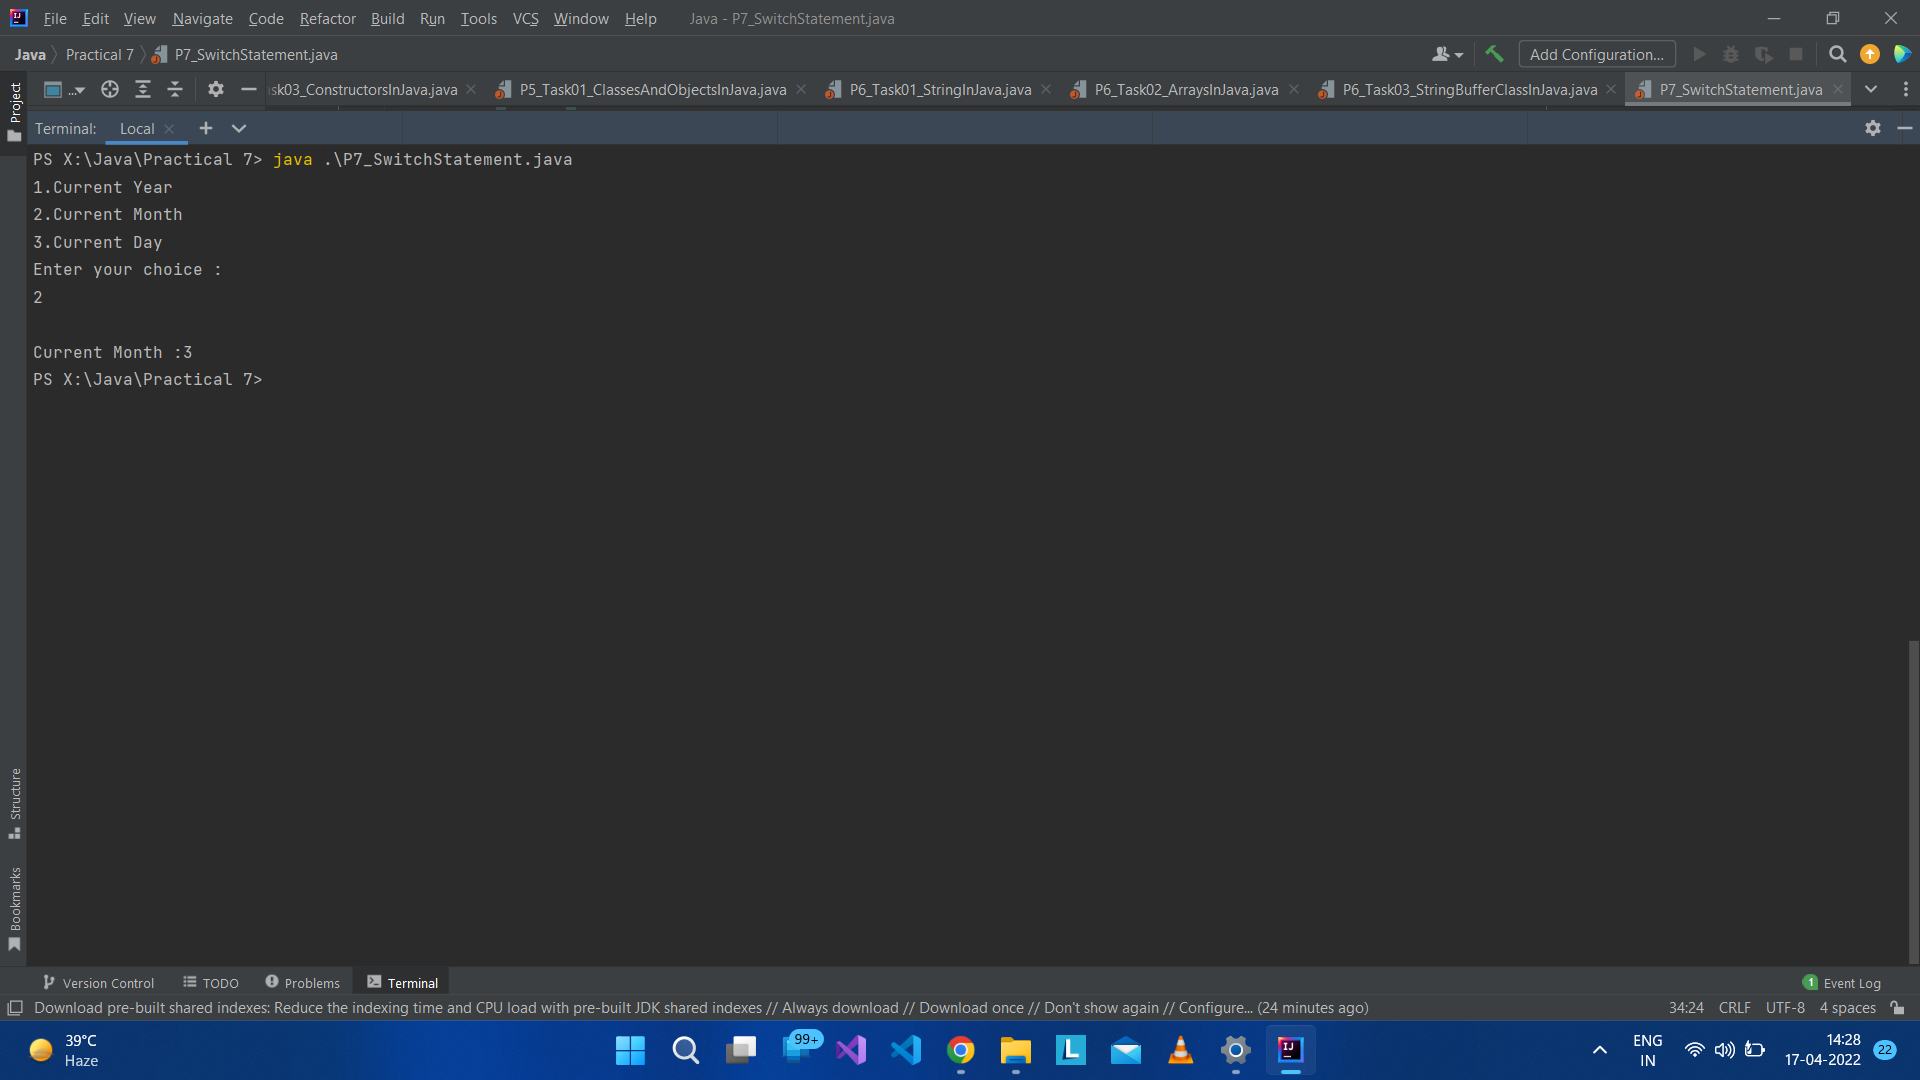 File Edit View Navigate Code Refactor Build Run Tools VCS Window Help Java - P7_SwitchStatement.java
Java Practical 7 P7_SwitchStatement.java Add Configuration...
... sk03_ConstructorsInJava.java P5_Task01_ClassesAndObjectsInJava.java P6_Task01_StringInJava.java P6_Task02_ArraysInJava.java P6_Task03_StringBufferClassInJava.java P7_SwitchStatement.java
Project
Terminal: Local
PS X:\Java\Practical 7> java .\P7_SwitchStatement.java
1.Current Year
2.Current Month
3.Current Day
Enter your choice :
2
Current Month :3
PS X:\Java\Practical 7>
Structure
Bookmarks
Version Control TODO Problems Terminal 1 Event Log
Download pre-built shared indexes: Reduce the indexing time and CPU load with pre-built JDK shared indexes // Always download // Download once // Don't show again // Configure... (24 minutes ago) 34:24 CRLF UTF-8 4 spaces
39°C
Haze
99+
L
IJ
ENG
IN
14:28
17-04-2022
22